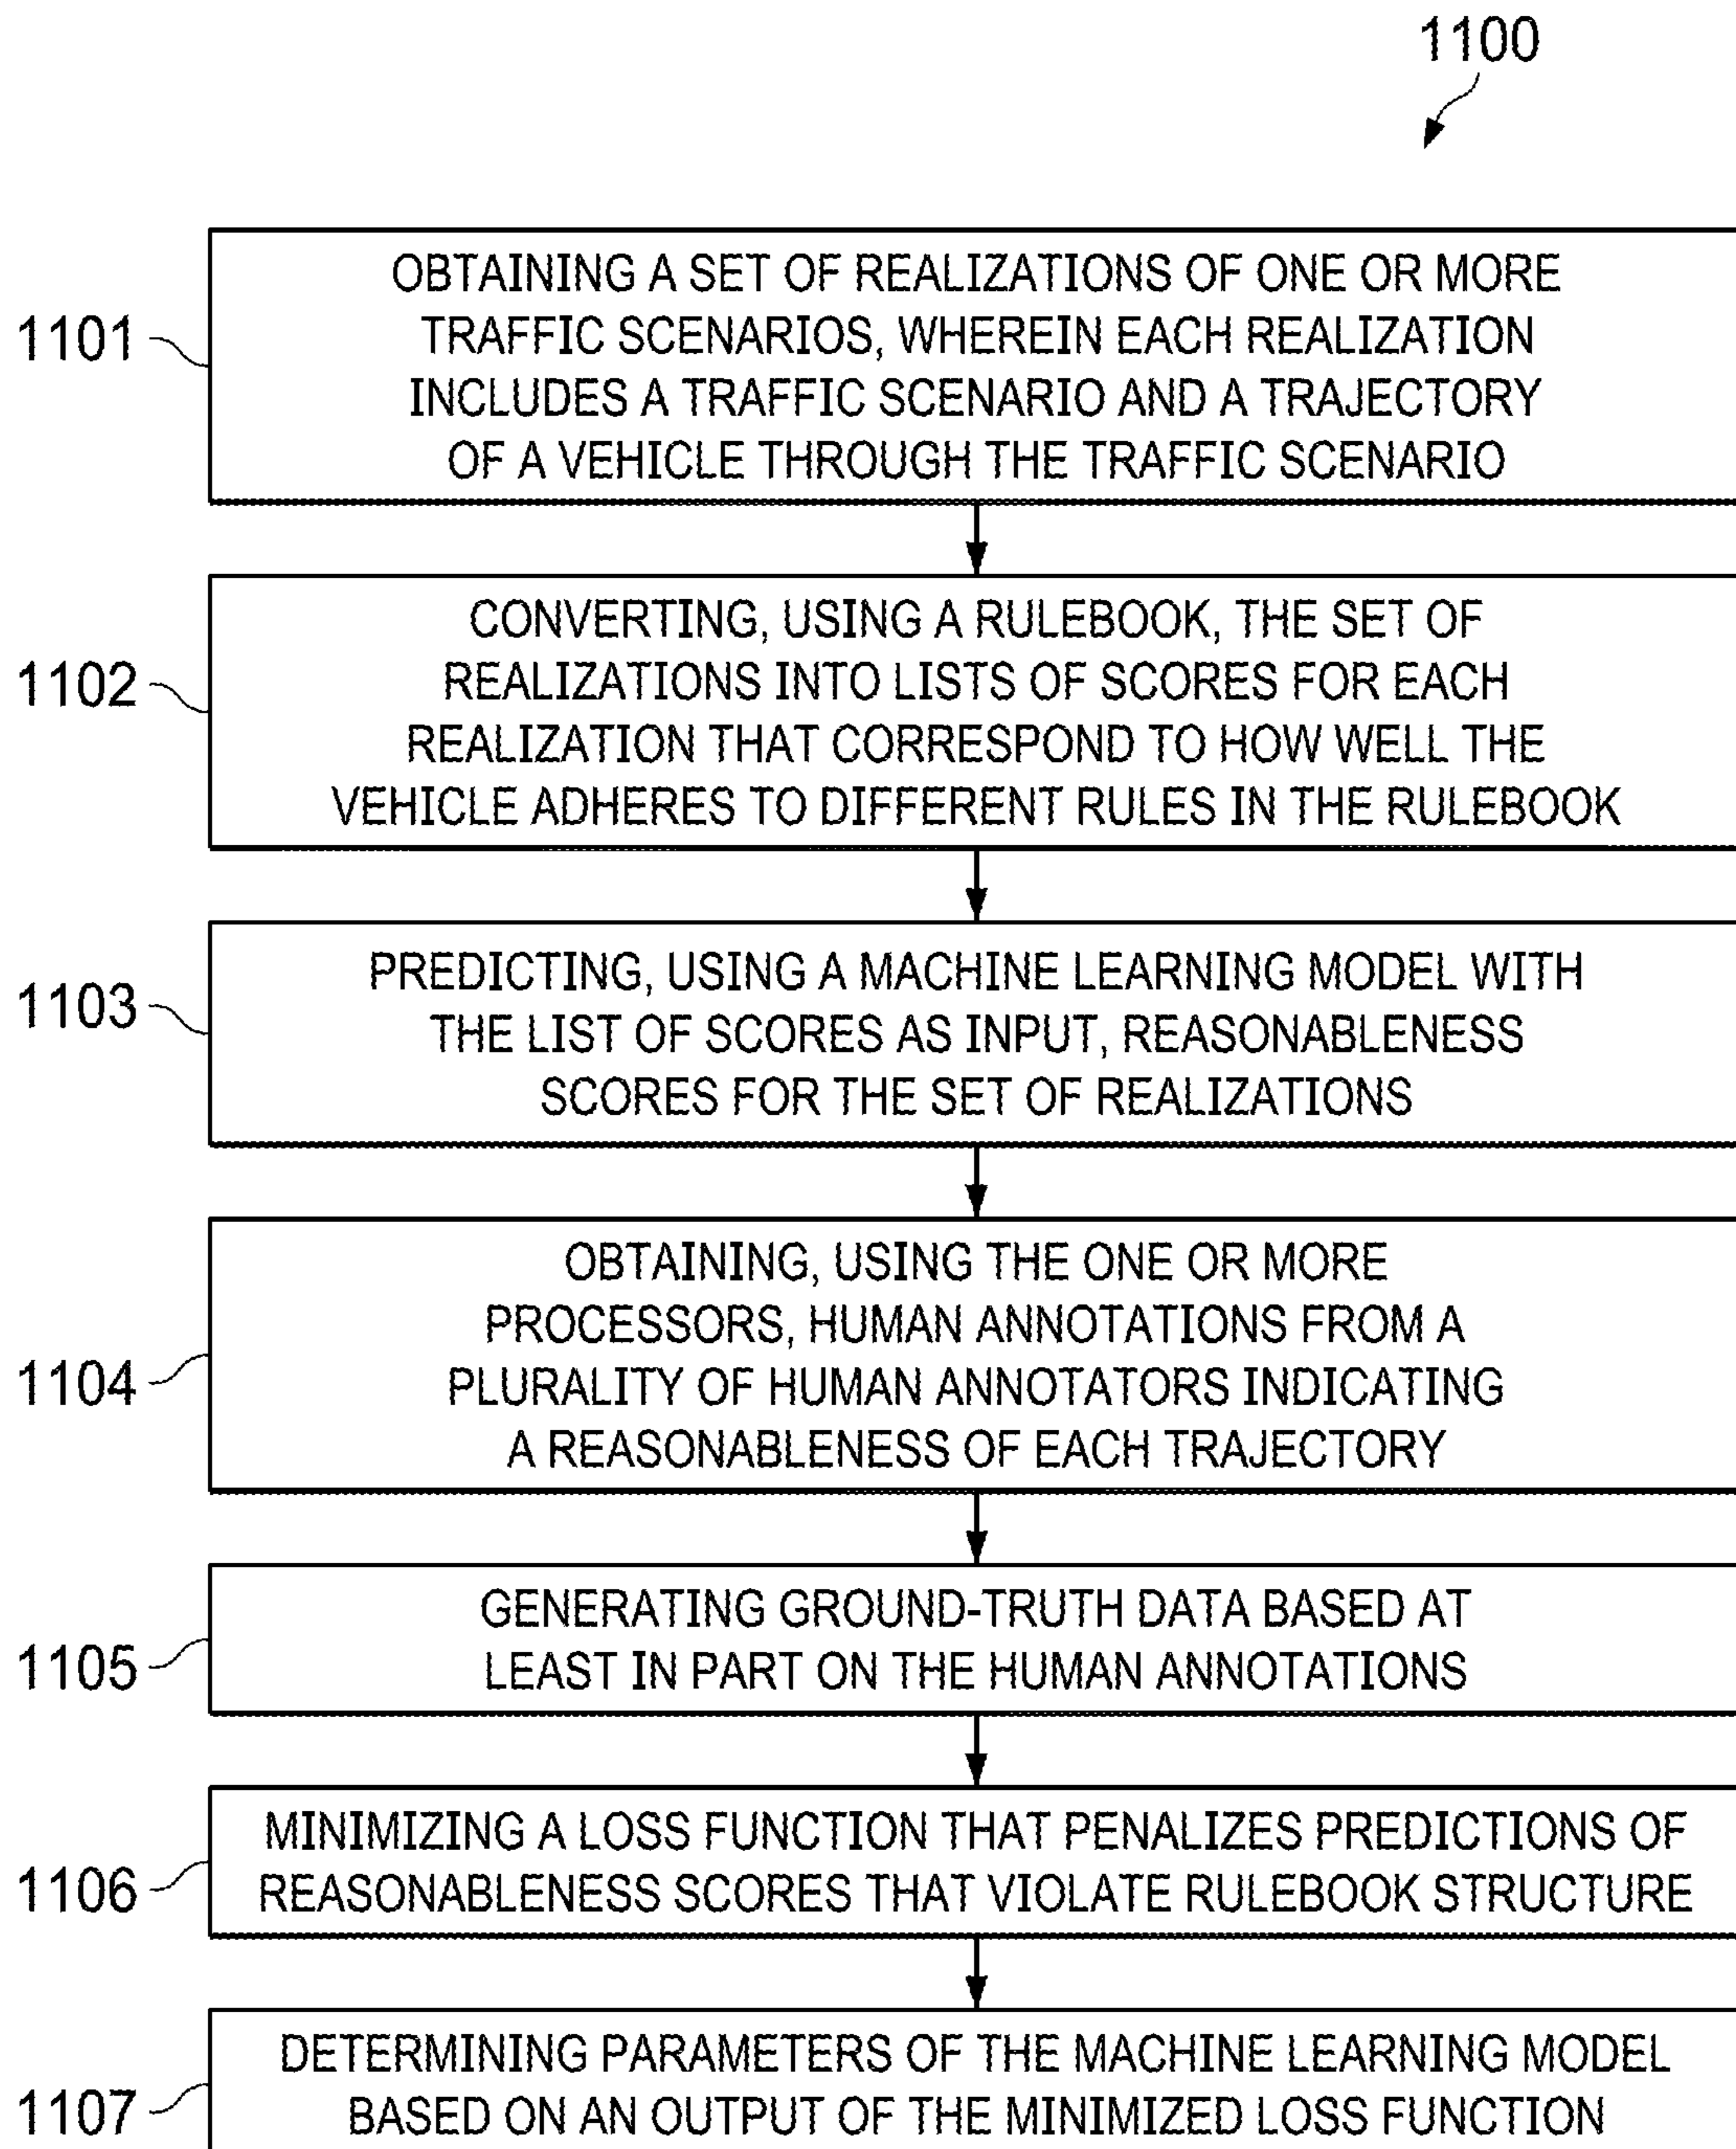 1100
1101
OBTAINING A SET OF REALIZATIONS OF ONE OR MORE
TRAFFIC SCENARIOS, WHEREIN EACH REALIZATION
INCLUDES A TRAFFIC SCENARIO AND A TRAJECTORY
OF A VEHICLE THROUGH THE TRAFFIC SCENARIO
1102
CONVERTING, USING A RULEBOOK, THE SET OF
REALIZATIONS INTO LISTS OF SCORES FOR EACH
REALIZATION THAT CORRESPOND TO HOW WELL THE
VEHICLE ADHERES TO DIFFERENT RULES IN THE RULEBOOK
1103
PREDICTING, USING A MACHINE LEARNING MODEL WITH
THE LIST OF SCORES AS INPUT, REASONABLENESS
SCORES FOR THE SET OF REALIZATIONS
1104
OBTAINING, USING THE ONE OR MORE
PROCESSORS, HUMAN ANNOTATIONS FROM A
PLURALITY OF HUMAN ANNOTATORS INDICATING
A REASONABLENESS OF EACH TRAJECTORY
1105
GENERATING GROUND-TRUTH DATA BASED AT
LEAST IN PART ON THE HUMAN ANNOTATIONS
1106
MINIMIZING A LOSS FUNCTION THAT PENALIZES PREDICTIONS OF
REASONABLENESS SCORES THAT VIOLATE RULEBOOK STRUCTURE
1107
DETERMINING PARAMETERS OF THE MACHINE LEARNING MODEL
BASED ON AN OUTPUT OF THE MINIMIZED LOSS FUNCTION